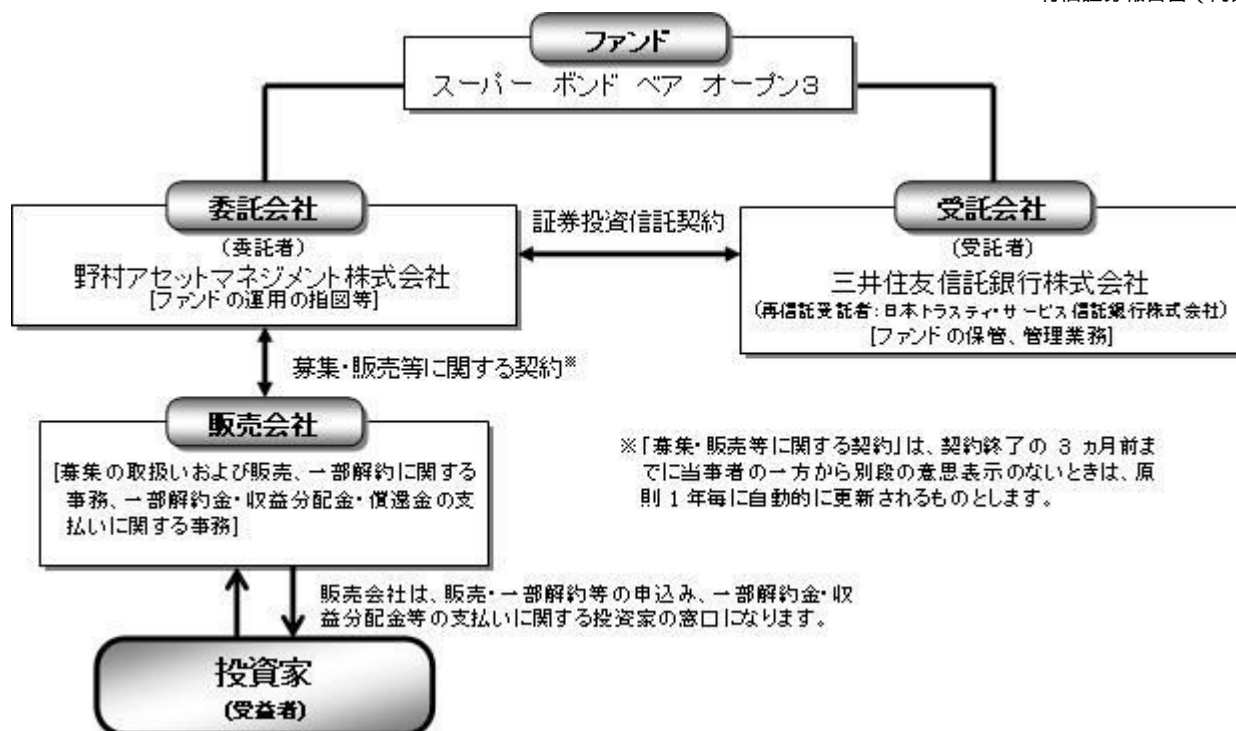 ファンド
スーパー ボンド ベア オープン3
委託会社
(委託者)
野村アセットマネジメント株式会社
[ファンドの運用の指図等]
証券投資信託契約
受託会社
(受託者)
三井住友信託銀行株式会社
(再信託受託者:日本トラスティ・サービス信託銀行株式会社)
[ファンドの保管、管理業務]
募集・販売等に関する契約※
販売会社
[募集の取扱いおよび販売、一部解約に関する
事務、一部解約金・収益分配金・償還金の支
払いに関する事務]
※「募集・販売等に関する契約」は、契約終了の 3 ヵ月前ま
でに当事者の一方から別段の意思表示のないときは、原
則 1 年毎に自動的に更新されるものとします。
販売会社は、販売・一部解約等の申込み、一部解約金・収
益分配金等の支払いに関する投資家の窓口になります。
投資家
(受益者)